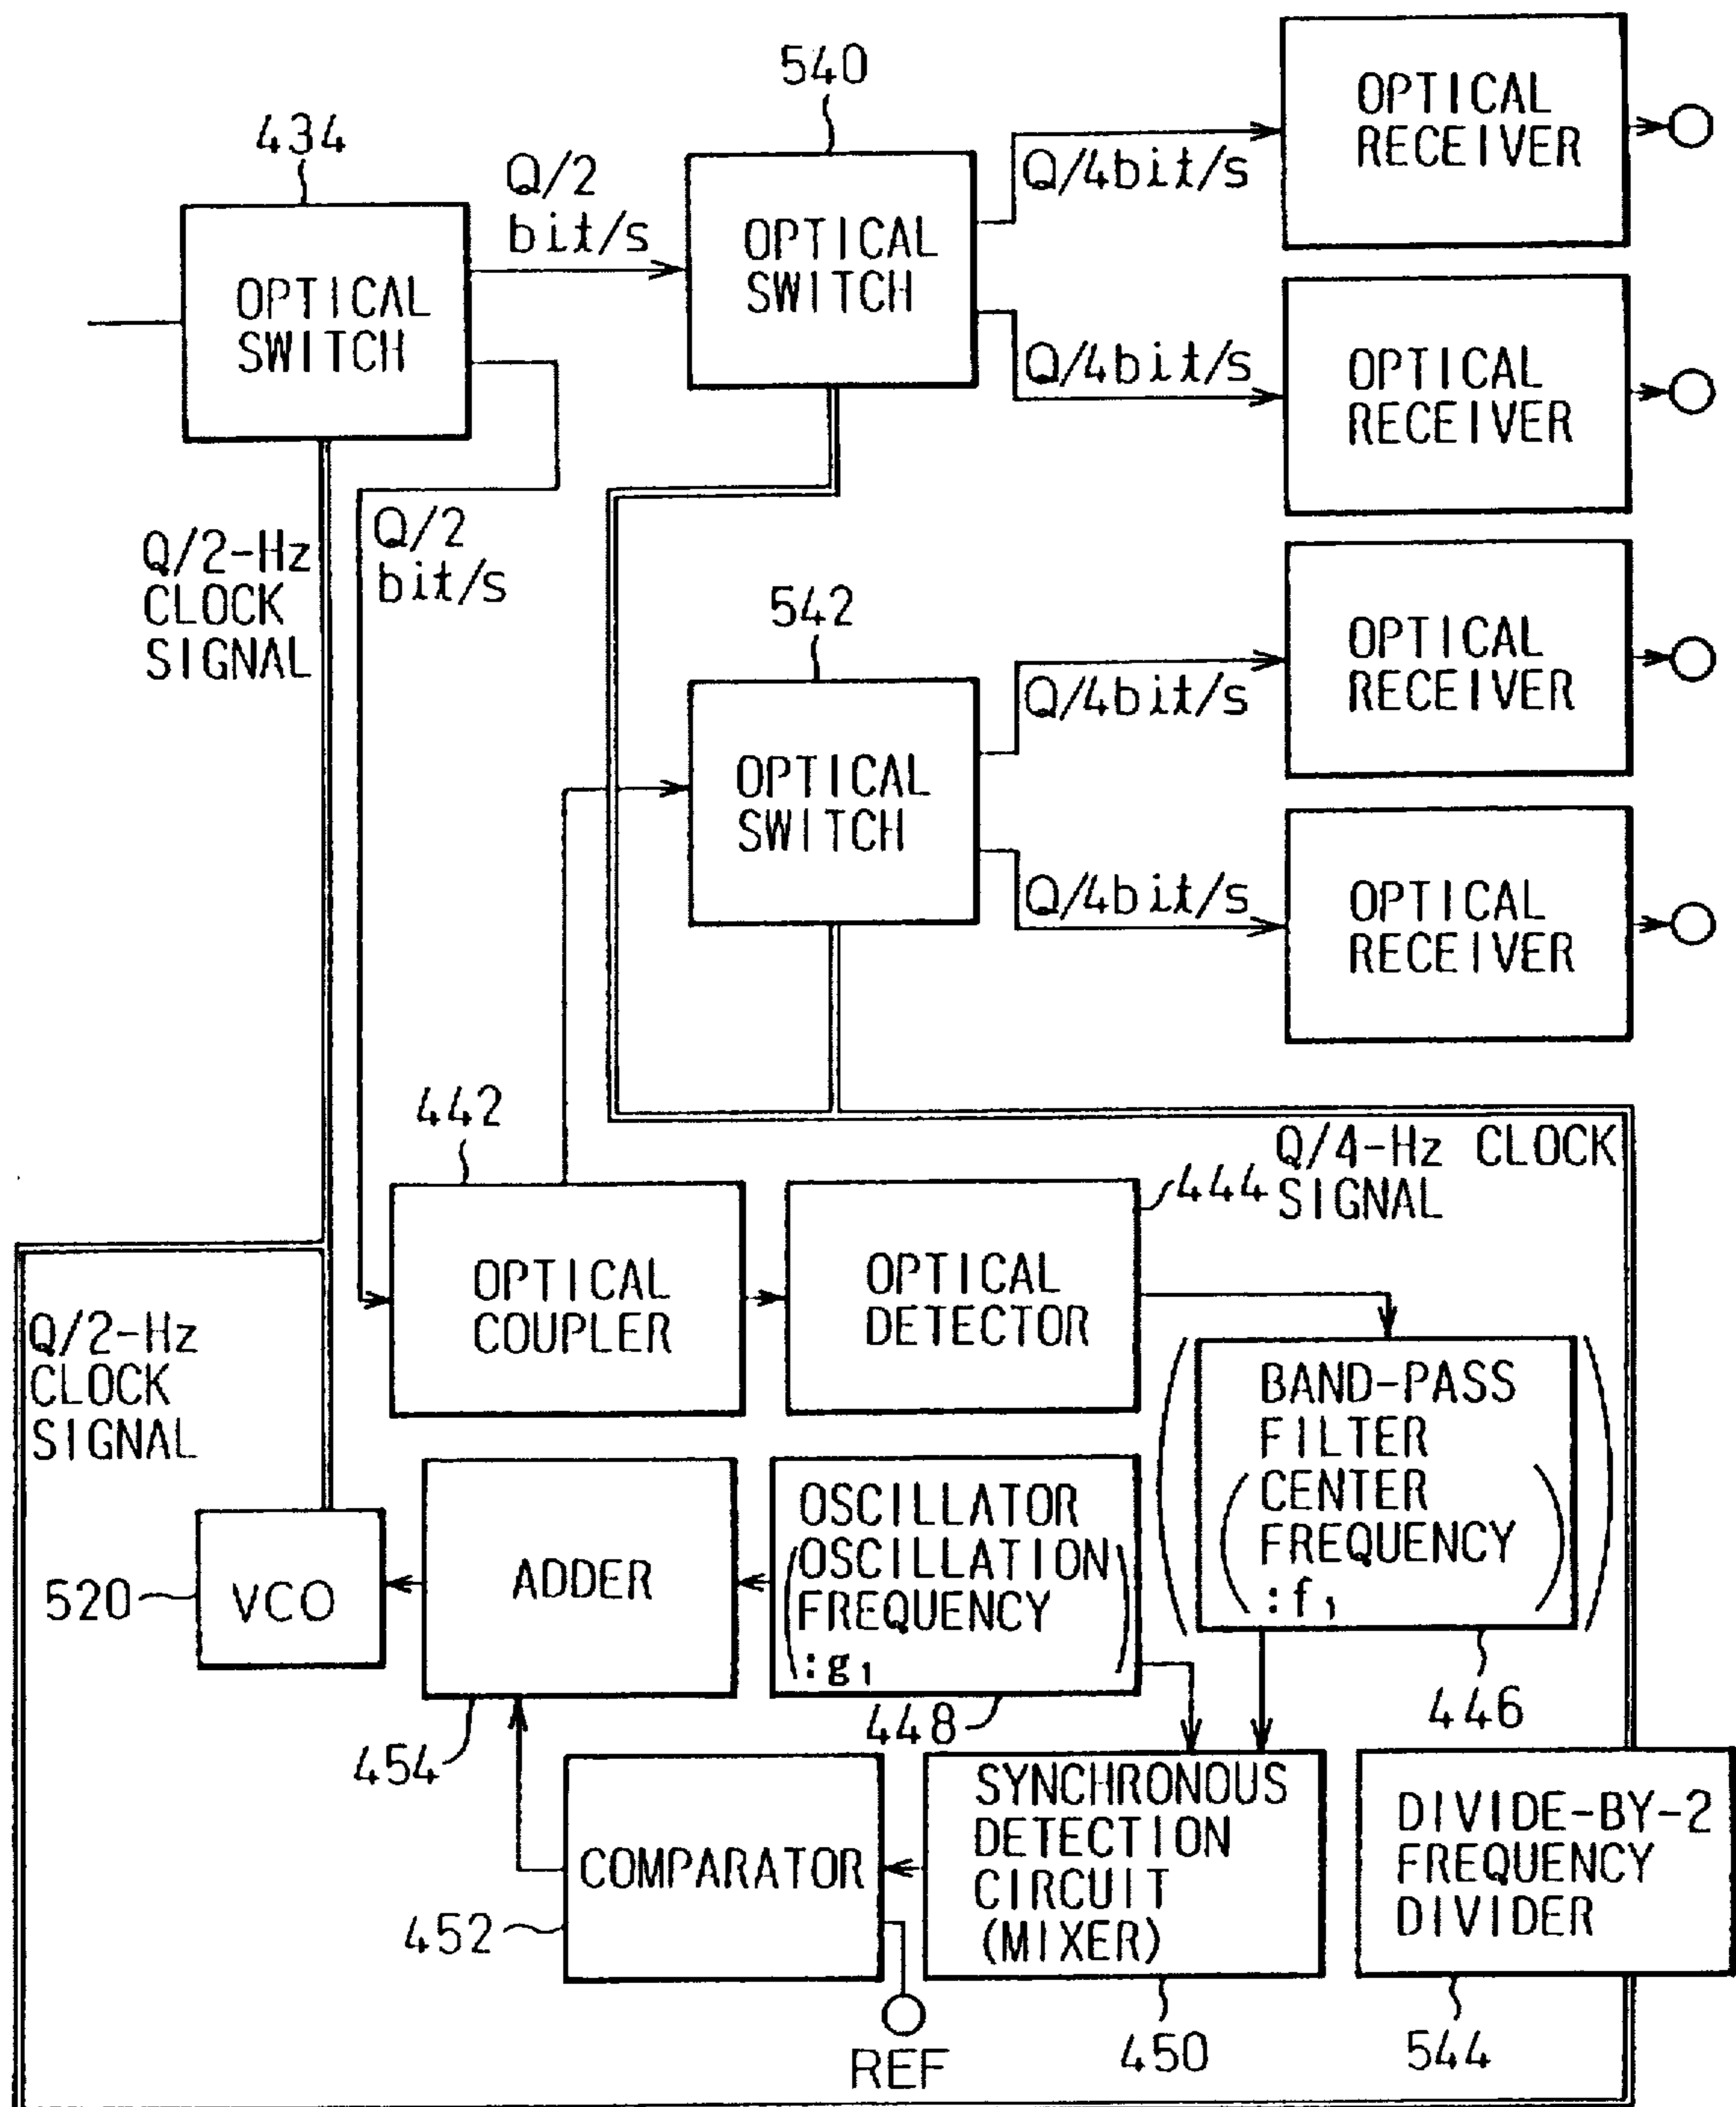 540
OPTICAL
RECEIVER
434
Q/2
bit/s
Q/4bit/s
OPTICAL
SWITCH
OPTICAL
SWITCH
Q/4bit/s
OPTICAL
RECEIVER
Q/2-Hz
CLOCK
SIGNAL
Q/2
bit/s
542
OPTICAL
RECEIVER
Q/4bit/s
OPTICAL
SWITCH
Q/4bit/s
OPTICAL
RECEIVER
442
444
Q/4-Hz CLOCK
SIGNAL
OPTICAL
COUPLER
OPTICAL
DETECTOR
Q/2-Hz
CLOCK
SIGNAL
BAND-PASS
FILTER
(CENTER
FREQUENCY
:f1)
520
VCO
ADDER
OSCILLATOR
(OSCILLATION
FREQUENCY
:g1)
446
448
454
COMPARATOR
SYNCHRONOUS
DETECTION
CIRCUIT
(MIXER)
DIVIDE-BY-2
FREQUENCY
DIVIDER
452
REF
450
544